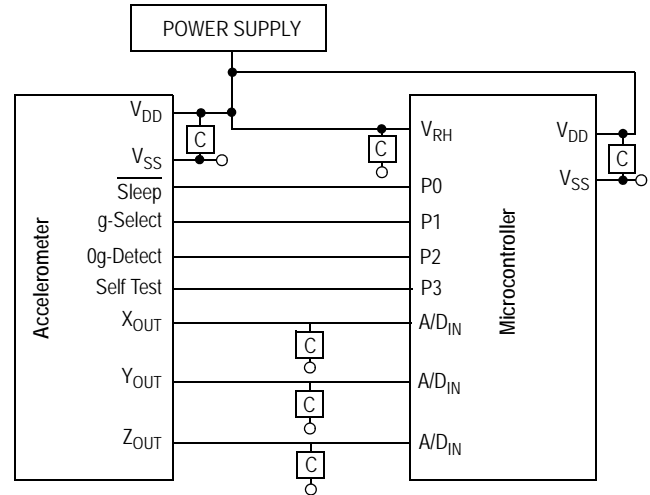 POWER SUPPLY
Accelerometer
V_DD
C
V_SS
Sleep
g-Select
0g-Detect
Self Test
X_OUT
Y_OUT
Z_OUT
C
C
C
C
Microcontroller
V_RH
P0
P1
P2
P3
A/D_IN
A/D_IN
A/D_IN
V_DD
C
V_SS